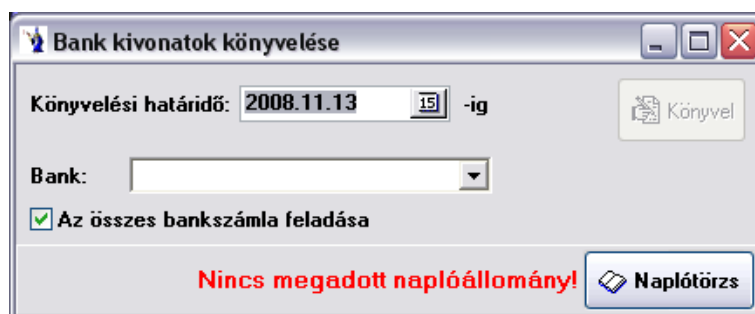 Bank kivonatok könyvelése
Könyvelési határidő: 2008.11.13 15 -ig
Könyvel
Bank:
Az összes bankszámla feladása
Nincs megadott naplóállomány! Naplótörzs